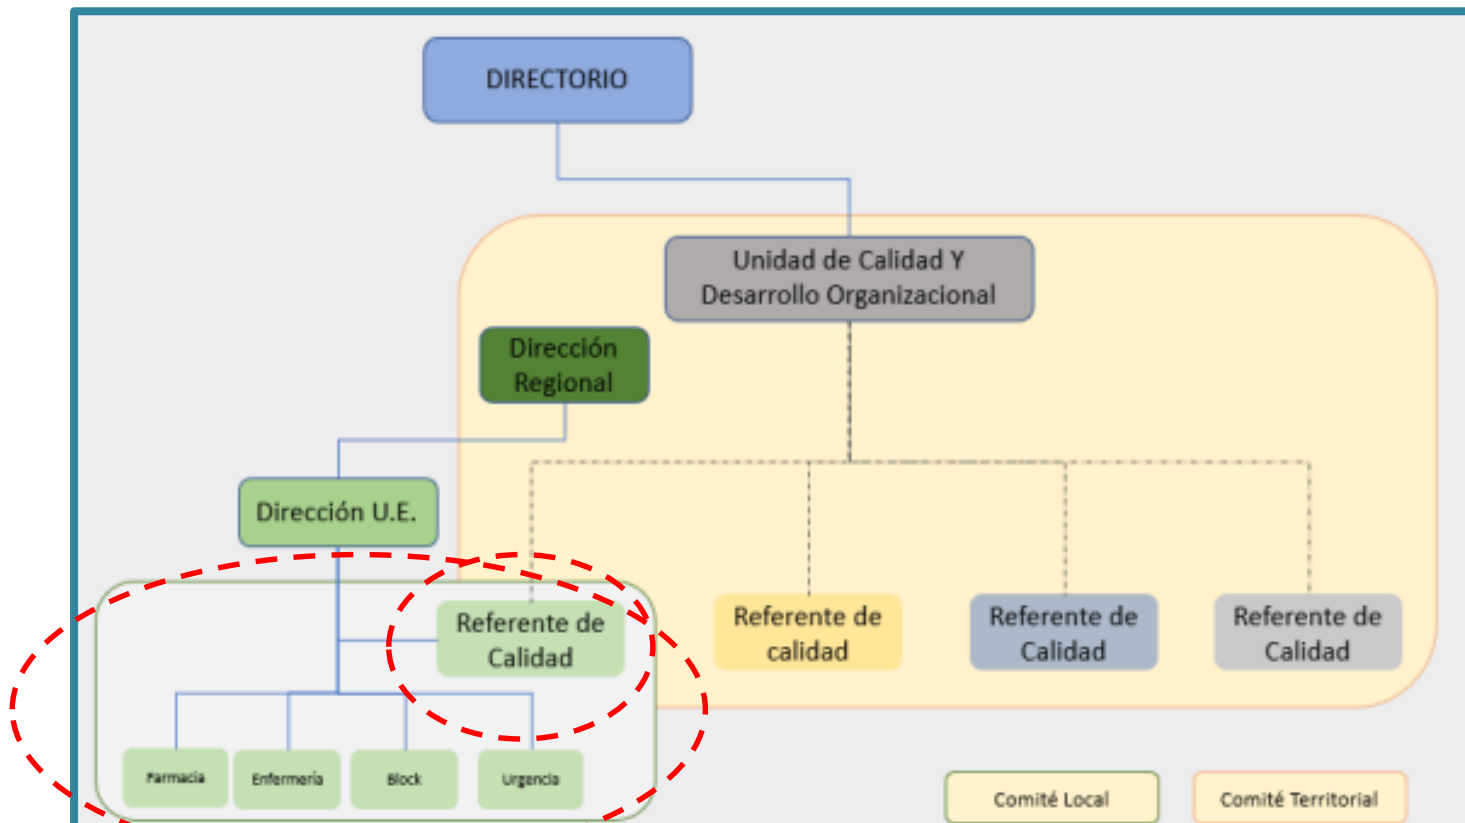 DIRECTORIO
Unidad de Calidad Y
Desarrollo Organizacional
Dirección
Regional
Dirección U.E.
Referente de
Calidad
Referente de
calidad
Referente de
Calidad
Referente de
Calidad
Farmacia
Enfermería
Block
Urgencia
Comité Local
Comité Territorial